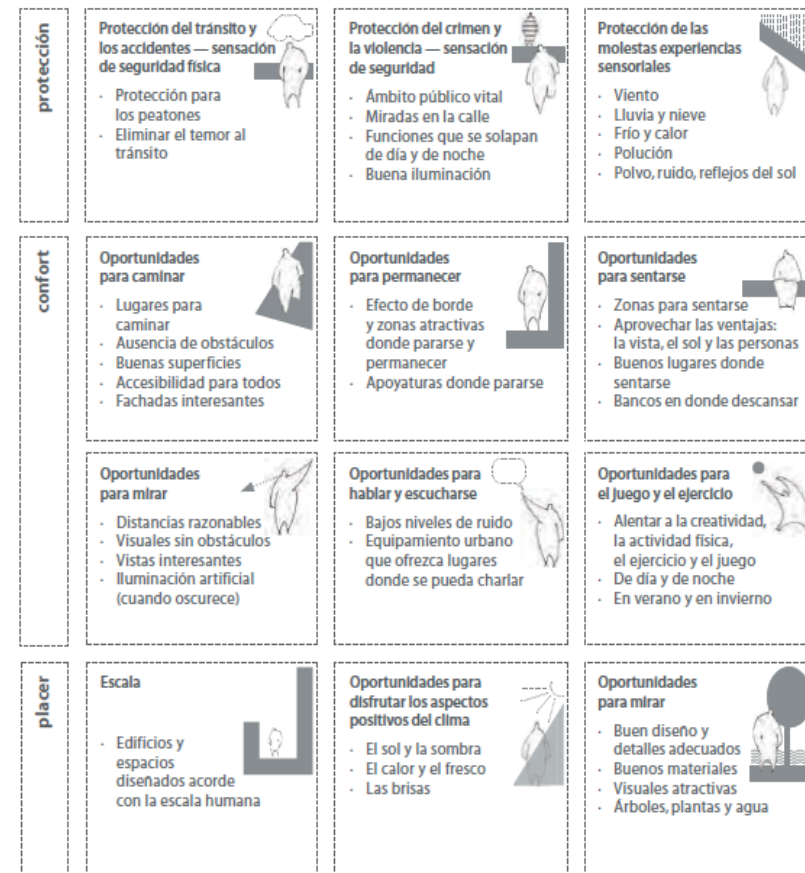 protección
Protección del tránsito y
los accidentes — sensación
de seguridad física
· Protección para
los peatones
· Eliminar el temor al
tránsito
Protección del crimen y
la violencia — sensación
de seguridad
· Ámbito público vital
· Miradas en la calle
· Funciones que se solapan
de día y de noche
· Buena iluminación
Protección de las
molestas experiencias
sensoriales
· Viento
· Lluvia y nieve
· Frío y calor
· Polución
· Polvo, ruido, reflejos del sol
confort
Oportunidades
para caminar
· Lugares para
caminar
· Ausencia de obstáculos
· Buenas superficies
· Accesibilidad para todos
· Fachadas interesantes
Oportunidades
para permanecer
· Efecto de borde
y zonas atractivas
donde pararse y
permanecer
· Apoyaturas donde pararse
Oportunidades
para sentarse
· Zonas para sentarse
· Aprovechar las ventajas:
la vista, el sol y las personas
· Buenos lugares donde
sentarse
· Bancos en donde descansar
Oportunidades
para mirar
· Distancias razonables
· Visuales sin obstáculos
· Vistas interesantes
· Iluminación artificial
(cuando oscurece)
Oportunidades para
hablar y escucharse
· Bajos niveles de ruido
· Equipamiento urbano
que ofrezca lugares
donde se pueda charlar
Oportunidades para
el juego y el ejercicio
· Alentar a la creatividad,
la actividad física,
el ejercicio y el juego
· De día y de noche
· En verano y en invierno
placer
Escala
· Edificios y
espacios
diseñados acorde
con la escala humana
Oportunidades para
disfrutar los aspectos
positivos del clima
· El sol y la sombra
· El calor y el fresco
· Las brisas
Oportunidades
para mirar
· Buen diseño y
detalles adecuados
· Buenos materiales
· Visuales atractivas
· Árboles, plantas y agua